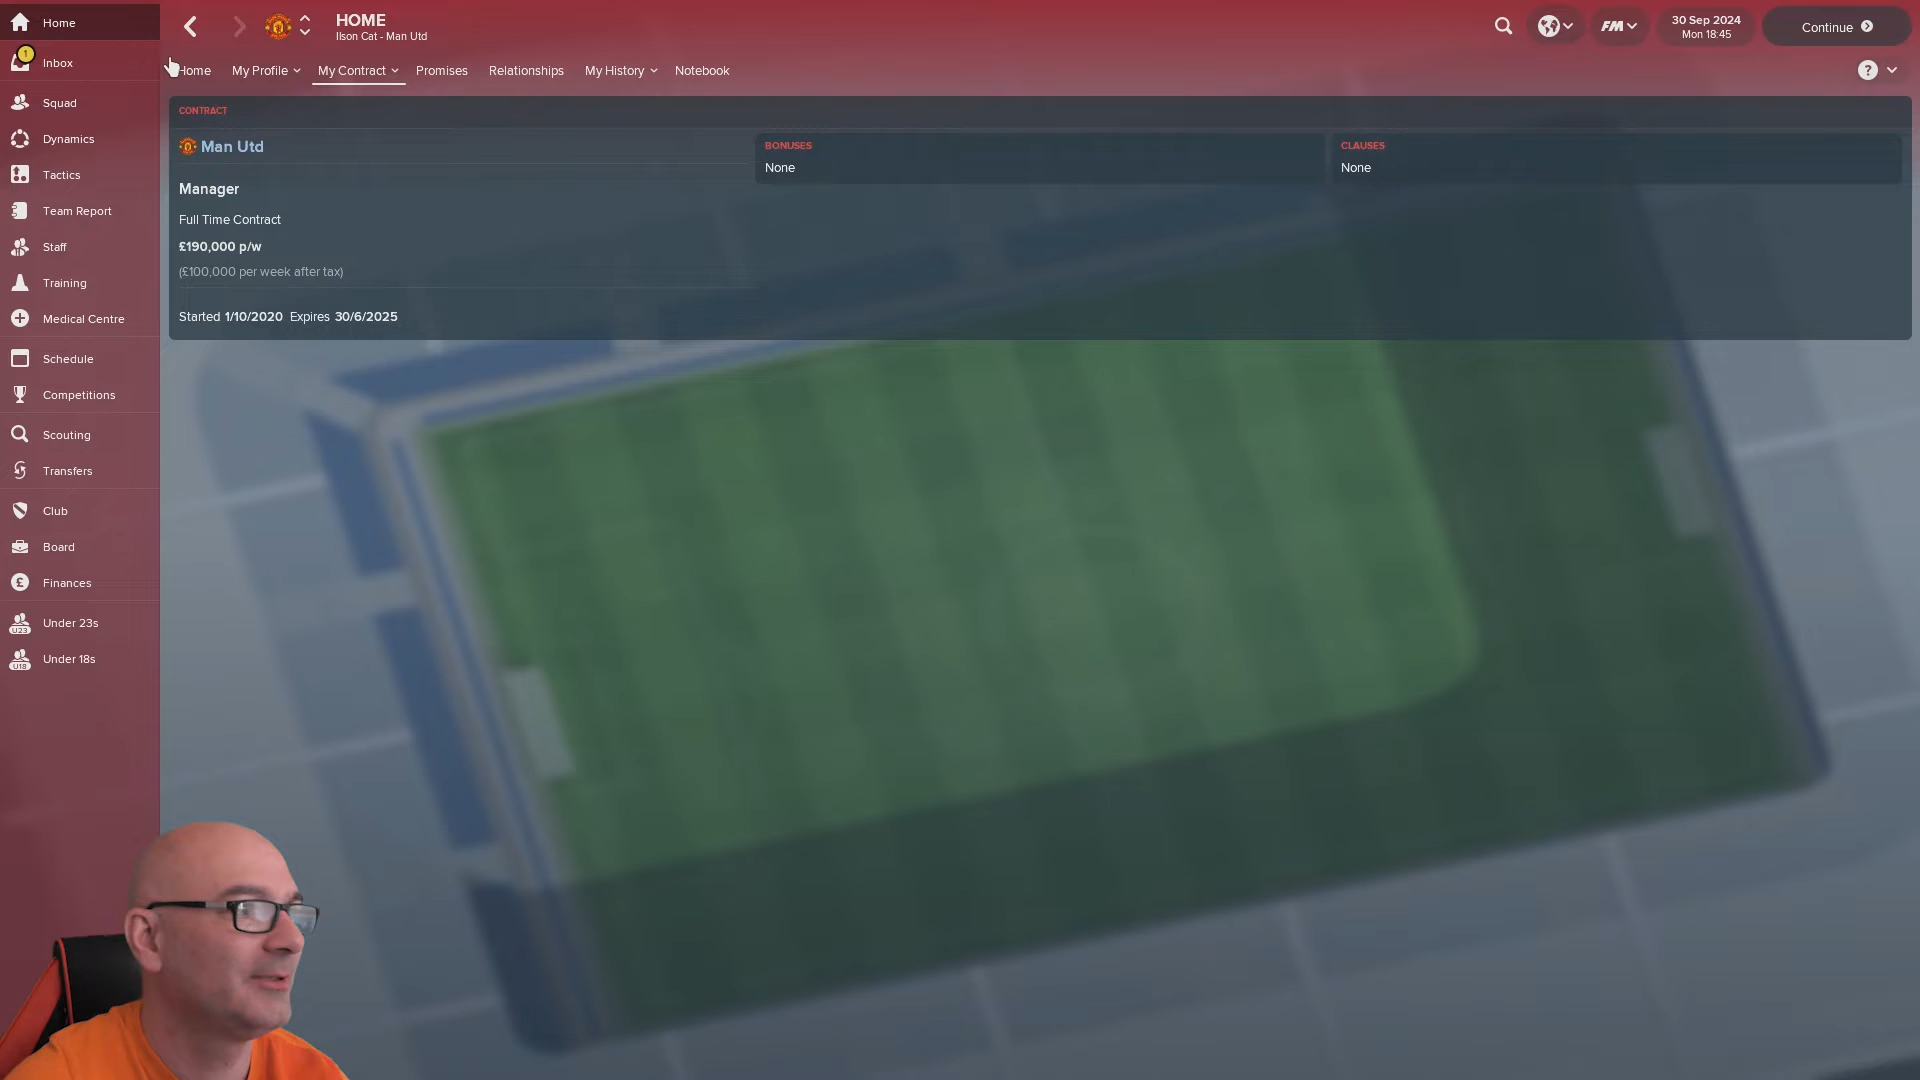 Home
HOME
Ilson Cat - Man Utd
FM
30 Sep 2024
Mon 18:45
Continue
1
Inbox
Home
My Profile
My Contract
Promises
Relationships
My History
Notebook
?
Squad
Dynamics
Tactics
Team Report
Staff
Training
Medical Centre
Schedule
Competitions
Scouting
Transfers
Club
Board
£
Finances
U23
Under 23s
U18
Under 18s
CONTRACT
Man Utd
Manager
Full Time Contract
£190,000 p/w
(£100,000 per week after tax)
Started 1/10/2020 Expires 30/6/2025
BONUSES
None
CLAUSES
None